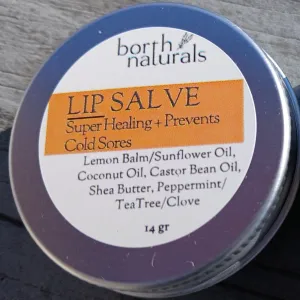 borth
naturals
LIP SALVE
Super Healing + Prevents
Cold Sores
Lemon Balm/Sunflower Oil,
Coconut Oil, Castor Bean Oil,
Shea Butter, Peppermint/
TeaTree/Clove
14 gr